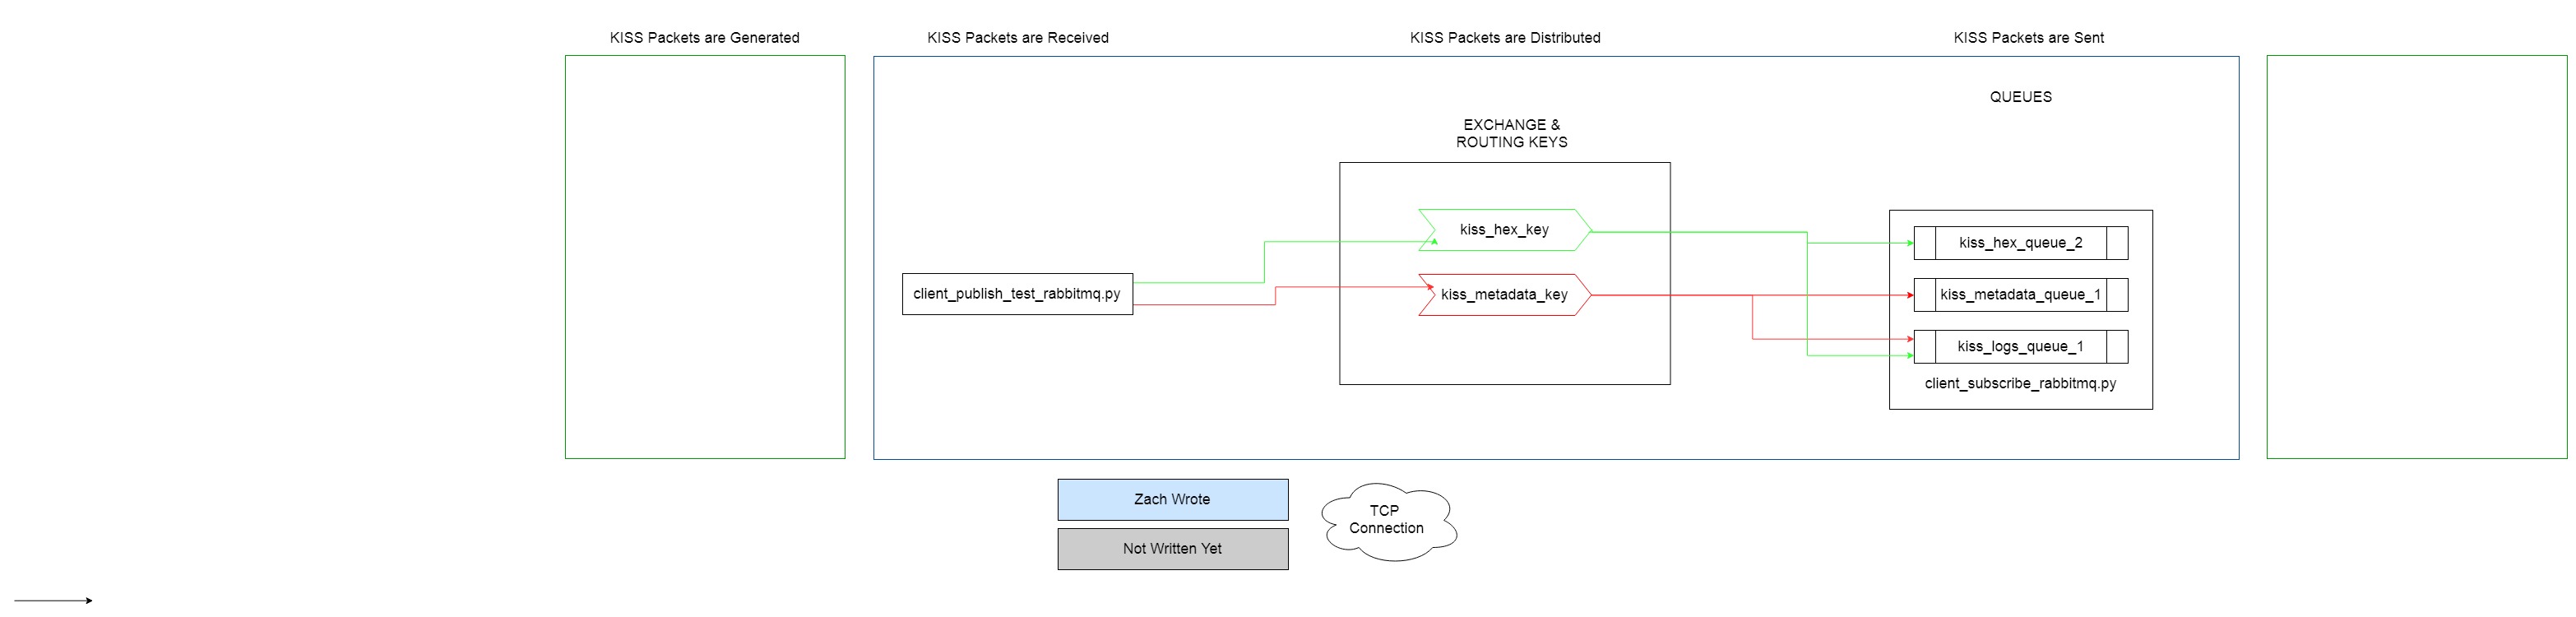 KISS Packets are Generated
KISS Packets are Received
KISS Packets are Distributed
KISS Packets are Sent
QUEUES
EXCHANGE &
ROUTING KEYS
kiss_hex_key
kiss_hex_queue_2
client_publish_test_rabbitmq.py
kiss_metadata_key
kiss_metadata_queue_1
kiss_logs_queue_1
client_subscribe_rabbitmq.py
Zach Wrote
TCP
Connection
Not Written Yet